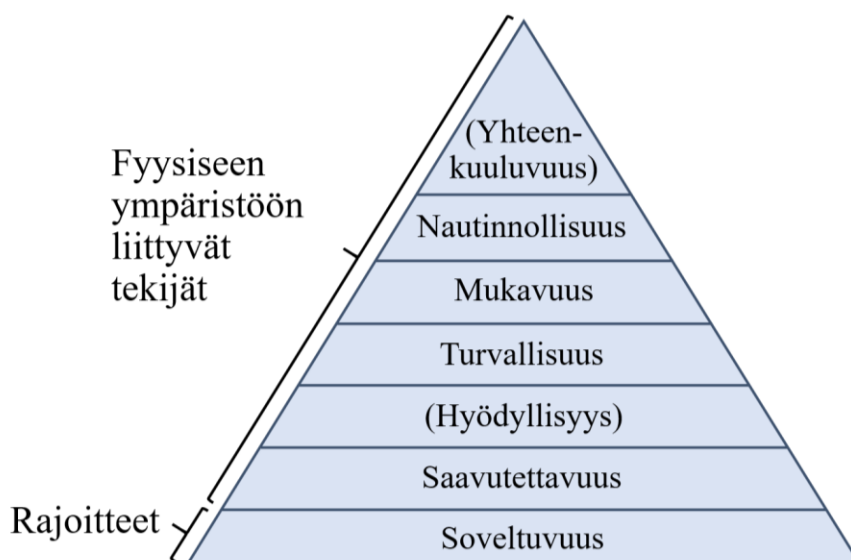 Fyysiseen
ympäristöön
liittyvät
tekijät
(Yhteen-
kuuluvuus)
Nautinnollisuus
Mukavuus
Turvallisuus
(Hyödyllisyys)
Saavutettavuus
Rajoitteet
Soveltuvuus